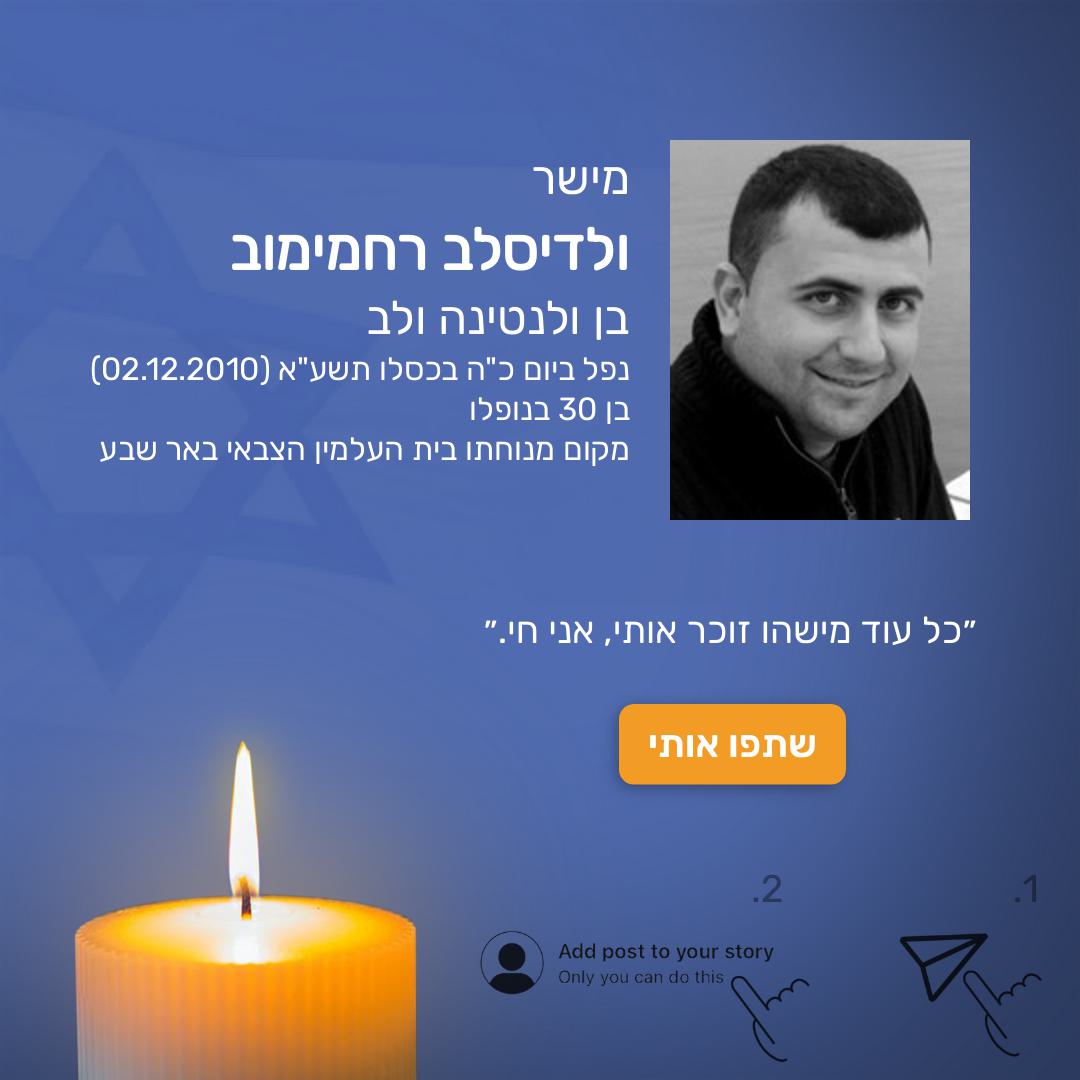 מישר
ולדיסלב רחמימוב
בן ולנטינה ולב
נפל ביום כ"ה בכסלו תשע"א (02.12.2010)
בן 30 בנופלו
מקום מנוחתו בית העלמין הצבאי באר שבע
״כל עוד מישהו זוכר אותי, אני חי.״
שתפו אותי
1.
2.
Add post to your story
Only you can do this